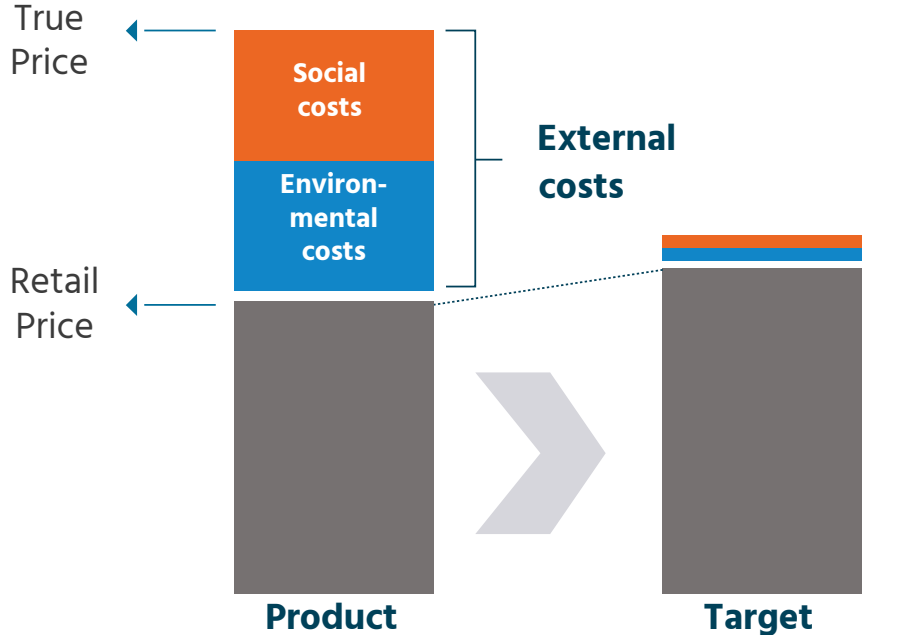 True
Price
Social
costs
Environ-
mental
costs
External
costs
Retail
Price
Product
Target